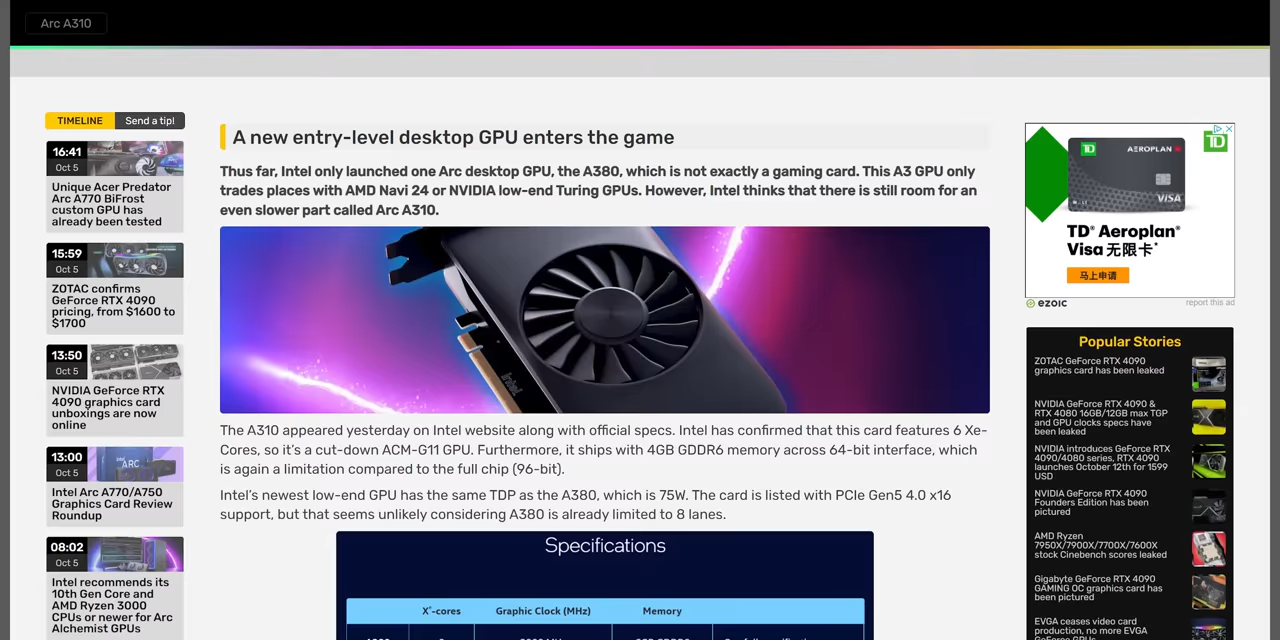 Arc A310
TIMELINE
Send a tip!
16:41
Oct 5
Unique Acer Predator
Arc A770 BiFrost
custom GPU has
already been tested
15:59
Oct 5
ZOTAC confirms
GeForce RTX 4090
pricing, from $1600 to
$1700
13:50
Oct 5
NVIDIA GeForce RTX
4090 graphics card
unboxings are now
online
13:00
Oct 5
ARC
Intel Arc A770/A750
Graphics Card Review
Roundup
08:02
Oct 5
Intel recommends its
10th Gen Core and
AMD Ryzen 3000
CPUs or newer for Arc
Alchemist GPUs
A new entry-level desktop GPU enters the game
Thus far, Intel only launched one Arc desktop GPU, the A380, which is not exactly a gaming card. This A3 GPU only
trades places with AMD Navi 24 or NVIDIA low-end Turing GPUs. However, Intel thinks that there is still room for an
even slower part called Arc A310.
intel
The A310 appeared yesterday on Intel website along with official specs. Intel has confirmed that this card features 6 Xe-
Cores, so it's a cut-down ACM-G11 GPU. Furthermore, it ships with 4GB GDDR6 memory across 64-bit interface, which
is again a limitation compared to the full chip (96-bit).
Intel's newest low-end GPU has the same TDP as the A380, which is 75W. The card is listed with PCIe Gen5 4.0 x16
support, but that seems unlikely considering A380 is already limited to 8 lanes.
Specifications
Xe-cores
Graphic Clock (MHz)
Memory
TD
AEROPLAN
VISA
TD
TD® Aeroplan®
Visa 无限卡*
马上申请
ezoic
report this ad
Popular Stories
ZOTAC GeForce RTX 4090
graphics card has been leaked
NVIDIA GeForce RTX 4090 &
RTX 4080 16GB/12GB max TGP
and GPU clocks specs have
been leaked
NVIDIA introduces GeForce RTX
4090/4080 series, RTX 4090
launches October 12th for 1599
USD
NVIDIA GeForce RTX 4090
Founders Edition has been
pictured
AMD Ryzen
7950X/7900X/7700X/7600X
stock Cinebench scores leaked
Gigabyte GeForce RTX 4090
GAMING OC graphics card has
been pictured
EVGA ceases video card
production, no more EVGA
GeForce GPUs